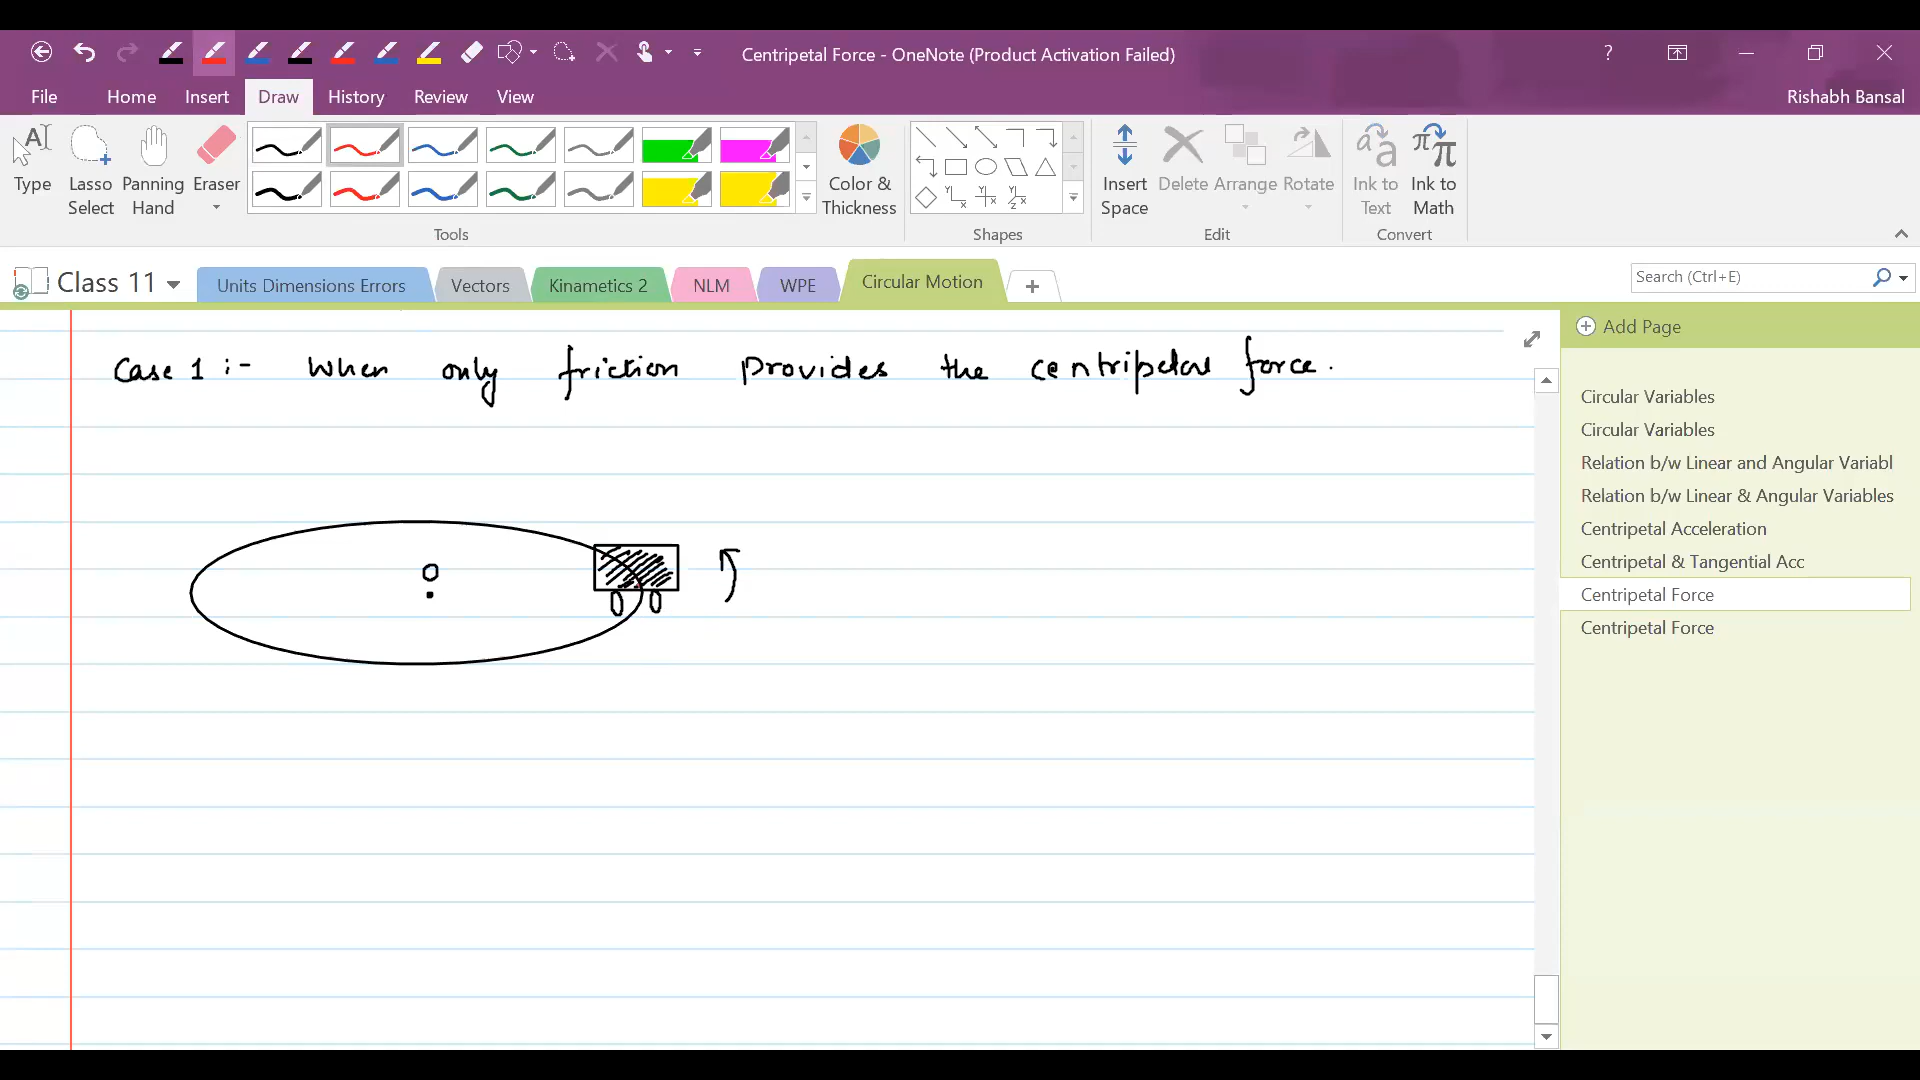 Centripetal Force - OneNote (Product Activation Failed)
?
File Home Insert Draw History Review View
Rishabh Bansal
Type
Lasso Select
Panning Hand
Eraser
Color & Thickness
Insert Space
Delete
Arrange
Rotate
Ink to Text
Ink to Math
Tools
Shapes
Edit
Convert
Class 11
Units Dimensions Errors
Vectors
Kinametics 2
NLM
WPE
Circular Motion
Search (Ctrl+E)
Add Page
Case 1 :- When only friction provides the centripetal force.
O
Circular Variables
Circular Variables
Relation b/w Linear and Angular Variabl
Relation b/w Linear & Angular Variables
Centripetal Acceleration
Centripetal & Tangential Acc
Centripetal Force
Centripetal Force